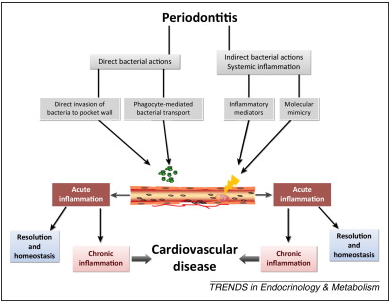 Periodontitis
Direct bacterial actions
Indirect bacterial actions
Systemic inflammation
Direct invasion of
bacteria to pocket wall
Phagocyte-mediated
bacterial transport
Inflammatory
mediators
Molecular
mimicry
Acute
inflammation
Acute
inflammation
Resolution
and
homeostasis
Chronic
inflammation
Cardiovascular
disease
Chronic
inflammation
Resolution
and
homeostasis
TRENDS in Endocrinology & Metabolism